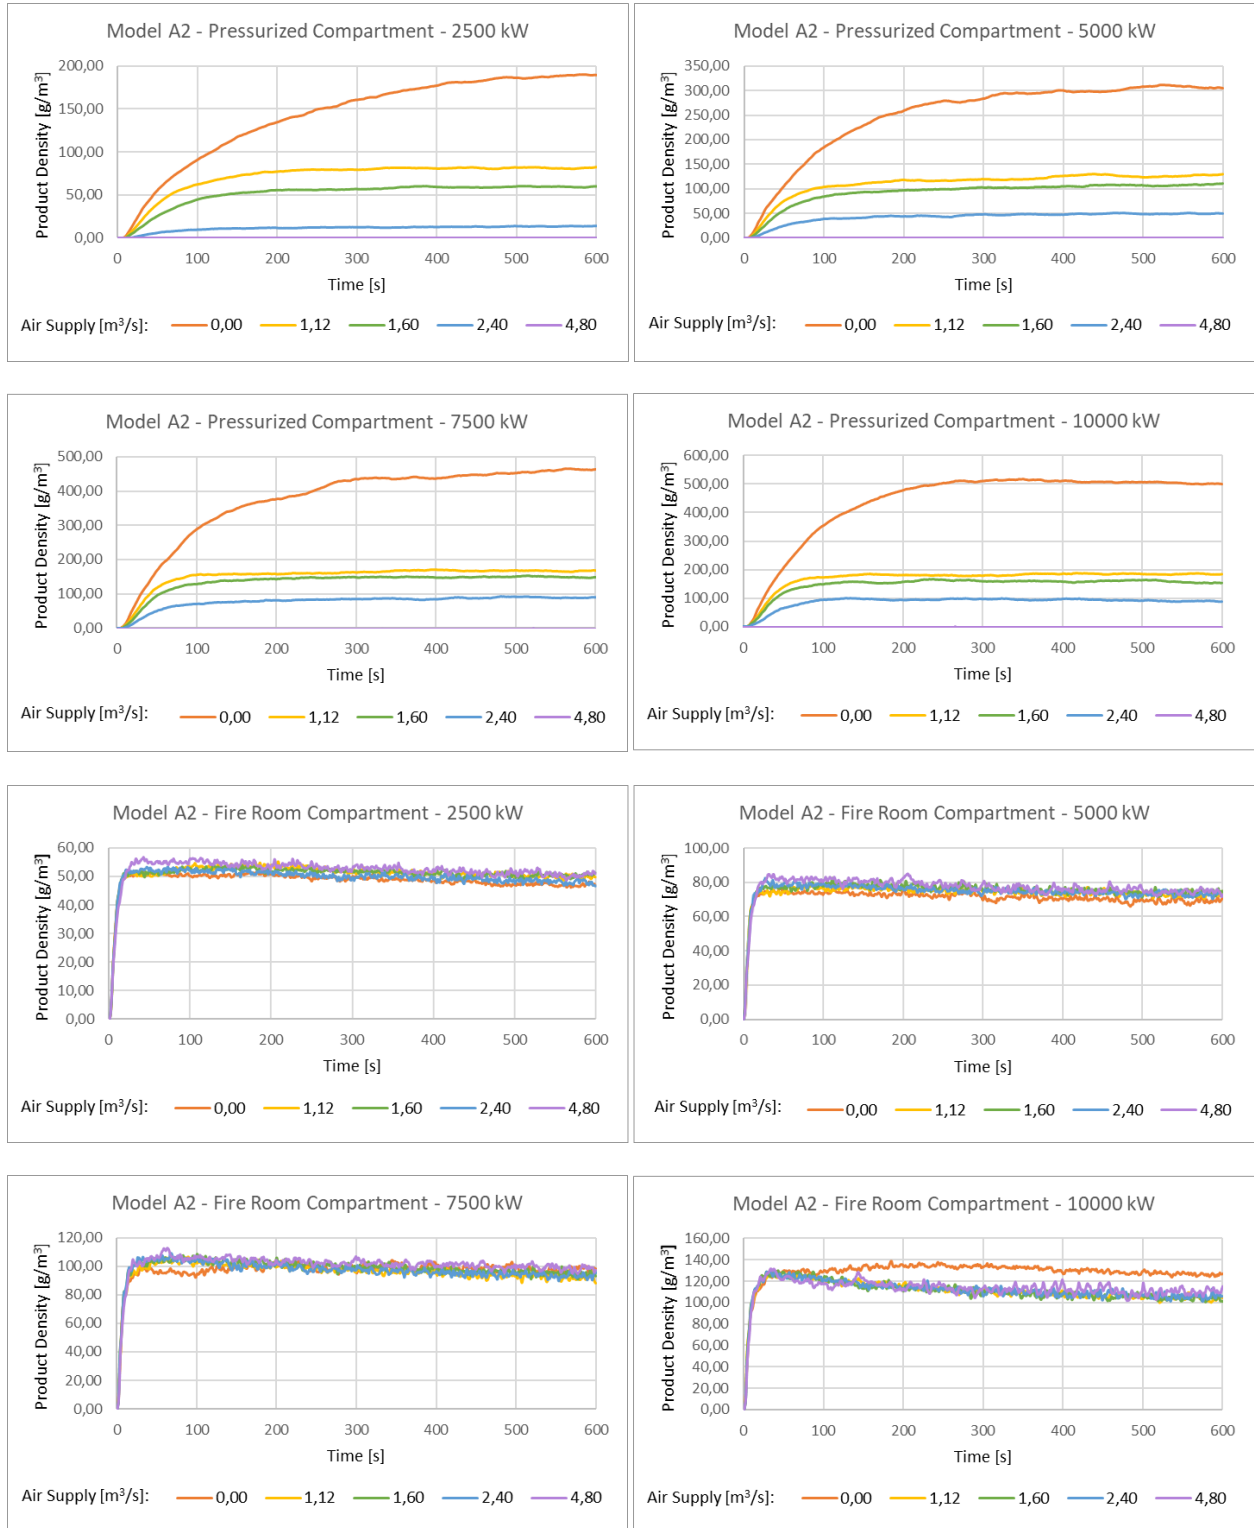 Model A2 - Pressurized Compartment - 2500 kW
Product Density [g/m³]
200,00
150,00
100,00
50,00
0,00
0 100 200 300 400 500 600
Time [s]
Air Supply [m³/s]: 0,00 1,12 1,60 2,40 4,80
Model A2 - Pressurized Compartment - 5000 kW
Product Density [g/m³]
350,00
300,00
250,00
200,00
150,00
100,00
50,00
0,00
0 100 200 300 400 500 600
Time [s]
Air Supply [m³/s]: 0,00 1,12 1,60 2,40 4,80
Model A2 - Pressurized Compartment - 7500 kW
Product Density [g/m³]
500,00
400,00
300,00
200,00
100,00
0,00
0 100 200 300 400 500 600
Time [s]
Air Supply [m³/s]: 0,00 1,12 1,60 2,40 4,80
Model A2 - Pressurized Compartment - 10000 kW
Product Density [g/m³]
600,00
500,00
400,00
300,00
200,00
100,00
0,00
0 100 200 300 400 500 600
Time [s]
Air Supply [m³/s]: 0,00 1,12 1,60 2,40 4,80
Model A2 - Fire Room Compartment - 2500 kW
Product Density [g/m³]
60,00
50,00
40,00
30,00
20,00
10,00
0,00
0 100 200 300 400 500 600
Time [s]
Air Supply [m³/s]: 0,00 1,12 1,60 2,40 4,80
Model A2 - Fire Room Compartment - 5000 kW
Product Density [g/m³]
100,00
80,00
60,00
40,00
20,00
0,00
0 100 200 300 400 500 600
Time [s]
Air Supply [m³/s]: 0,00 1,12 1,60 2,40 4,80
Model A2 - Fire Room Compartment - 7500 kW
Product Density [g/m³]
120,00
100,00
80,00
60,00
40,00
20,00
0,00
0 100 200 300 400 500 600
Time [s]
Air Supply [m³/s]: 0,00 1,12 1,60 2,40 4,80
Model A2 - Fire Room Compartment - 10000 kW
Product Density [g/m³]
160,00
140,00
120,00
100,00
80,00
60,00
40,00
20,00
0,00
0 100 200 300 400 500 600
Time [s]
Air Supply [m³/s]: 0,00 1,12 1,60 2,40 4,80